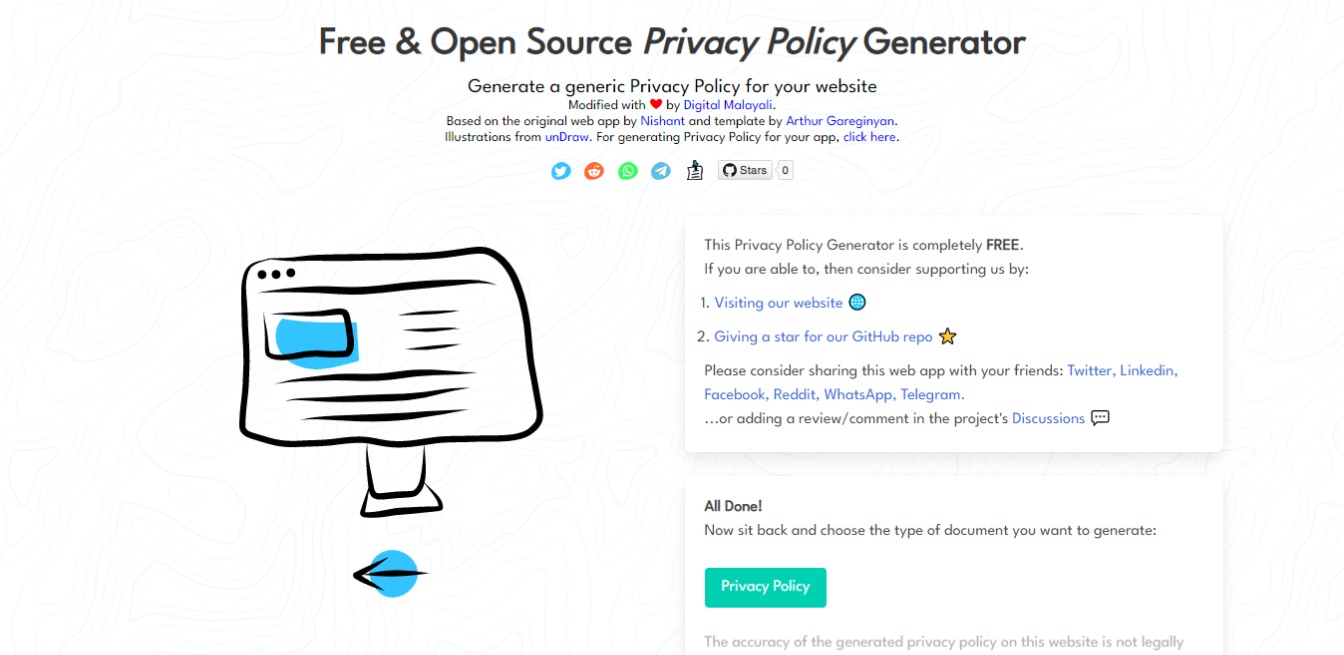 Free & Open Source Privacy Policy Generator
Generate a generic Privacy Policy for your website
Modified with ❤ by Digital Malayali.
Based on the original web app by Nishant and template by Arthur Gareginyan.
Illustrations from unDraw. For generating Privacy Policy for your app, click here.
Stars 0
This Privacy Policy Generator is completely FREE.
If you are able to, then consider supporting us by:
1. Visiting our website 🌐
2. Giving a star for our GitHub repo ⭐
Please consider sharing this web app with your friends: Twitter, Linkedin,
Facebook, Reddit, WhatsApp, Telegram.
...or adding a review/comment in the project's Discussions 💬
All Done!
Now sit back and choose the type of document you want to generate:
Privacy Policy
The accuracy of the generated privacy policy on this website is not legally